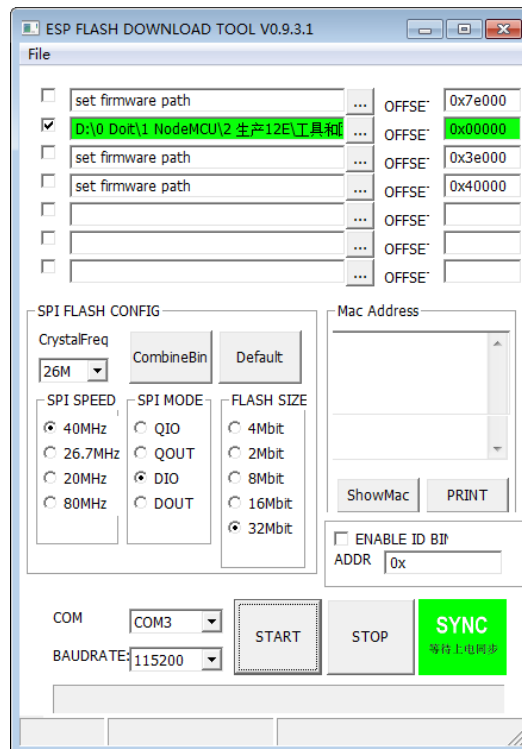 ESP FLASH DOWNLOAD TOOL V0.9.3.1
File
set firmware path ... OFFSE 0x7e000
D:\0 Doit\1 NodeMCU\2 生产12E\工具和 ... OFFSE 0x00000
set firmware path ... OFFSE 0x3e000
set firmware path ... OFFSE 0x40000
... OFFSE
... OFFSE
... OFFSE
SPI FLASH CONFIG
CrystalFreq
26M
CombineBin
Default
SPI SPEED
40MHz
26.7MHz
20MHz
80MHz
SPI MODE
QIO
QOUT
DIO
DOUT
FLASH SIZE
4Mbit
2Mbit
8Mbit
16Mbit
32Mbit
Mac Address
ShowMac
PRINT
ENABLE ID BIN
ADDR 0x
COM COM3
BAUDRATE: 115200
START
STOP
SYNC
等待上电同步